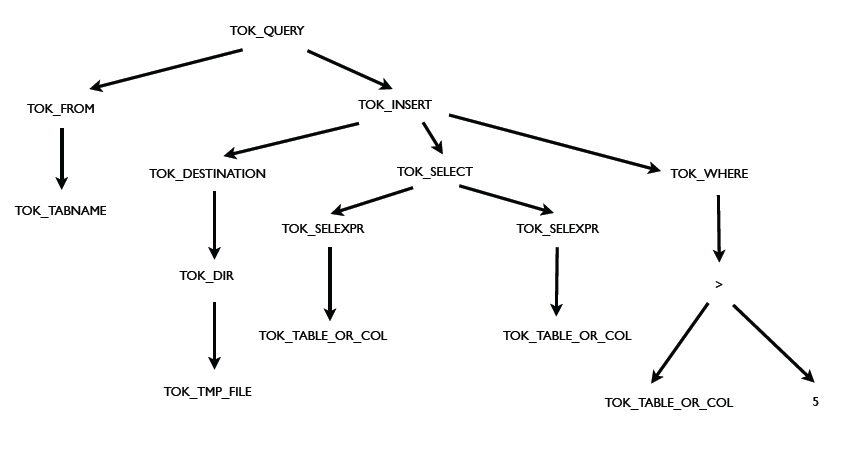 TOK_QUERY
TOK_FROM
TOK_INSERT
TOK_DESTINATION
TOK_SELECT
TOK_WHERE
TOK_TABNAME
TOK_SELEXPR
TOK_SELEXPR
TOK_DIR
>
TOK_TABLE_OR_COL
TOK_TABLE_OR_COL
TOK_TMP_FILE
TOK_TABLE_OR_COL
5